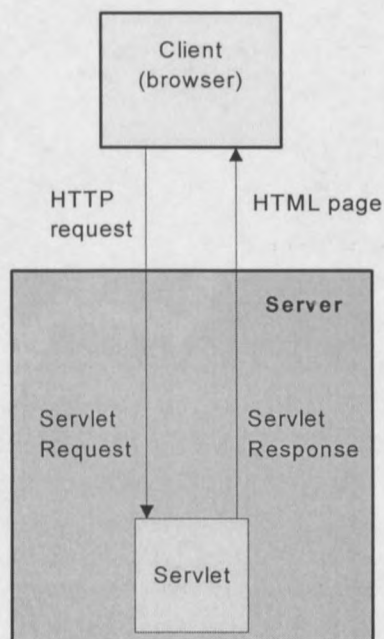 Client
(browser)
HTTP
request
HTML page
Server
Servlet
Request
Servlet
Response
Servlet